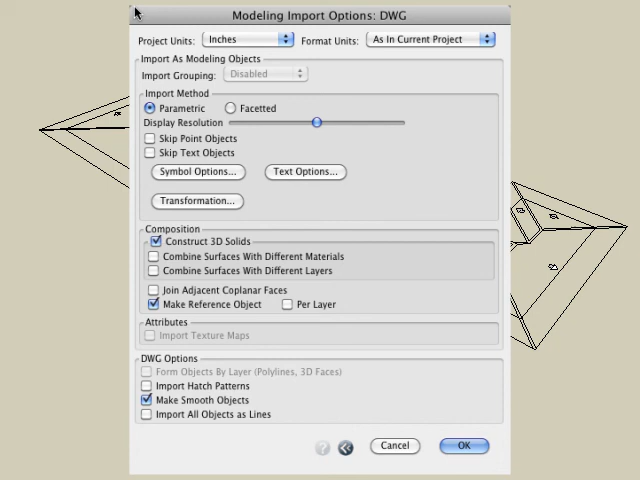 Modeling Import Options: DWG
Project Units: Inches Format Units: As In Current Project
Import As Modeling Objects
Import Grouping: Disabled
Import Method
Parametric Facetted
Display Resolution
Skip Point Objects
Skip Text Objects
Symbol Options... Text Options...
Transformation...
Composition
Construct 3D Solids
Combine Surfaces With Different Materials
Combine Surfaces With Different Layers
Join Adjacent Coplanar Faces
Make Reference Object Per Layer
Attributes
Import Texture Maps
DWG Options
Form Objects By Layer (Polylines, 3D Faces)
Import Hatch Patterns
Make Smooth Objects
Import All Objects as Lines
? Cancel OK